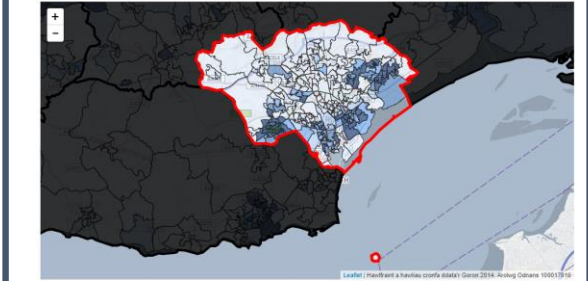 +
−
Leaflet | Hawlfraint a hawliau cronfa ddata'r Goron 2014. Arolwg Ordnans 100017916